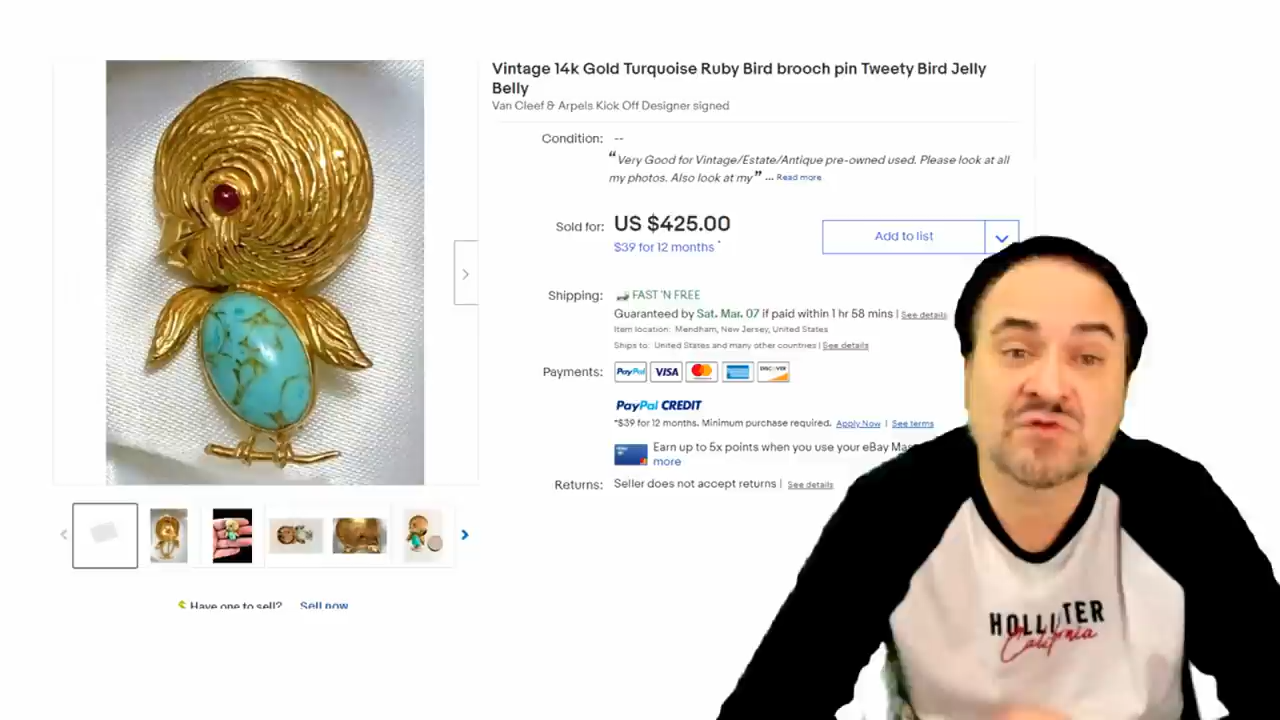 Vintage 14k Gold Turquoise Ruby Bird brooch pin Tweety Bird Jelly
Belly
Van Cleef & Arpels Kick Off Designer signed
Condition: --
“Very Good for Vintage/Estate/Antique pre-owned used. Please look at all
my photos. Also look at my” ... Read more
Sold for: US $425.00
$39 for 12 months *
Add to list
Shipping: FAST 'N FREE
Guaranteed by Sat. Mar. 07 if paid within 1 hr 58 mins | See details
Item location: Mendham, New Jersey, United States
Ships to: United States and many other countries | See details
Payments: PayPal VISA MasterCard DISCOVER
PayPal CREDIT
*$39 for 12 months. Minimum purchase required. Apply Now | See terms
Earn up to 5x points when you use your eBay Mas
more
Returns: Seller does not accept returns | See details
$ Have one to sell? Sell now
HOLLISTER
California